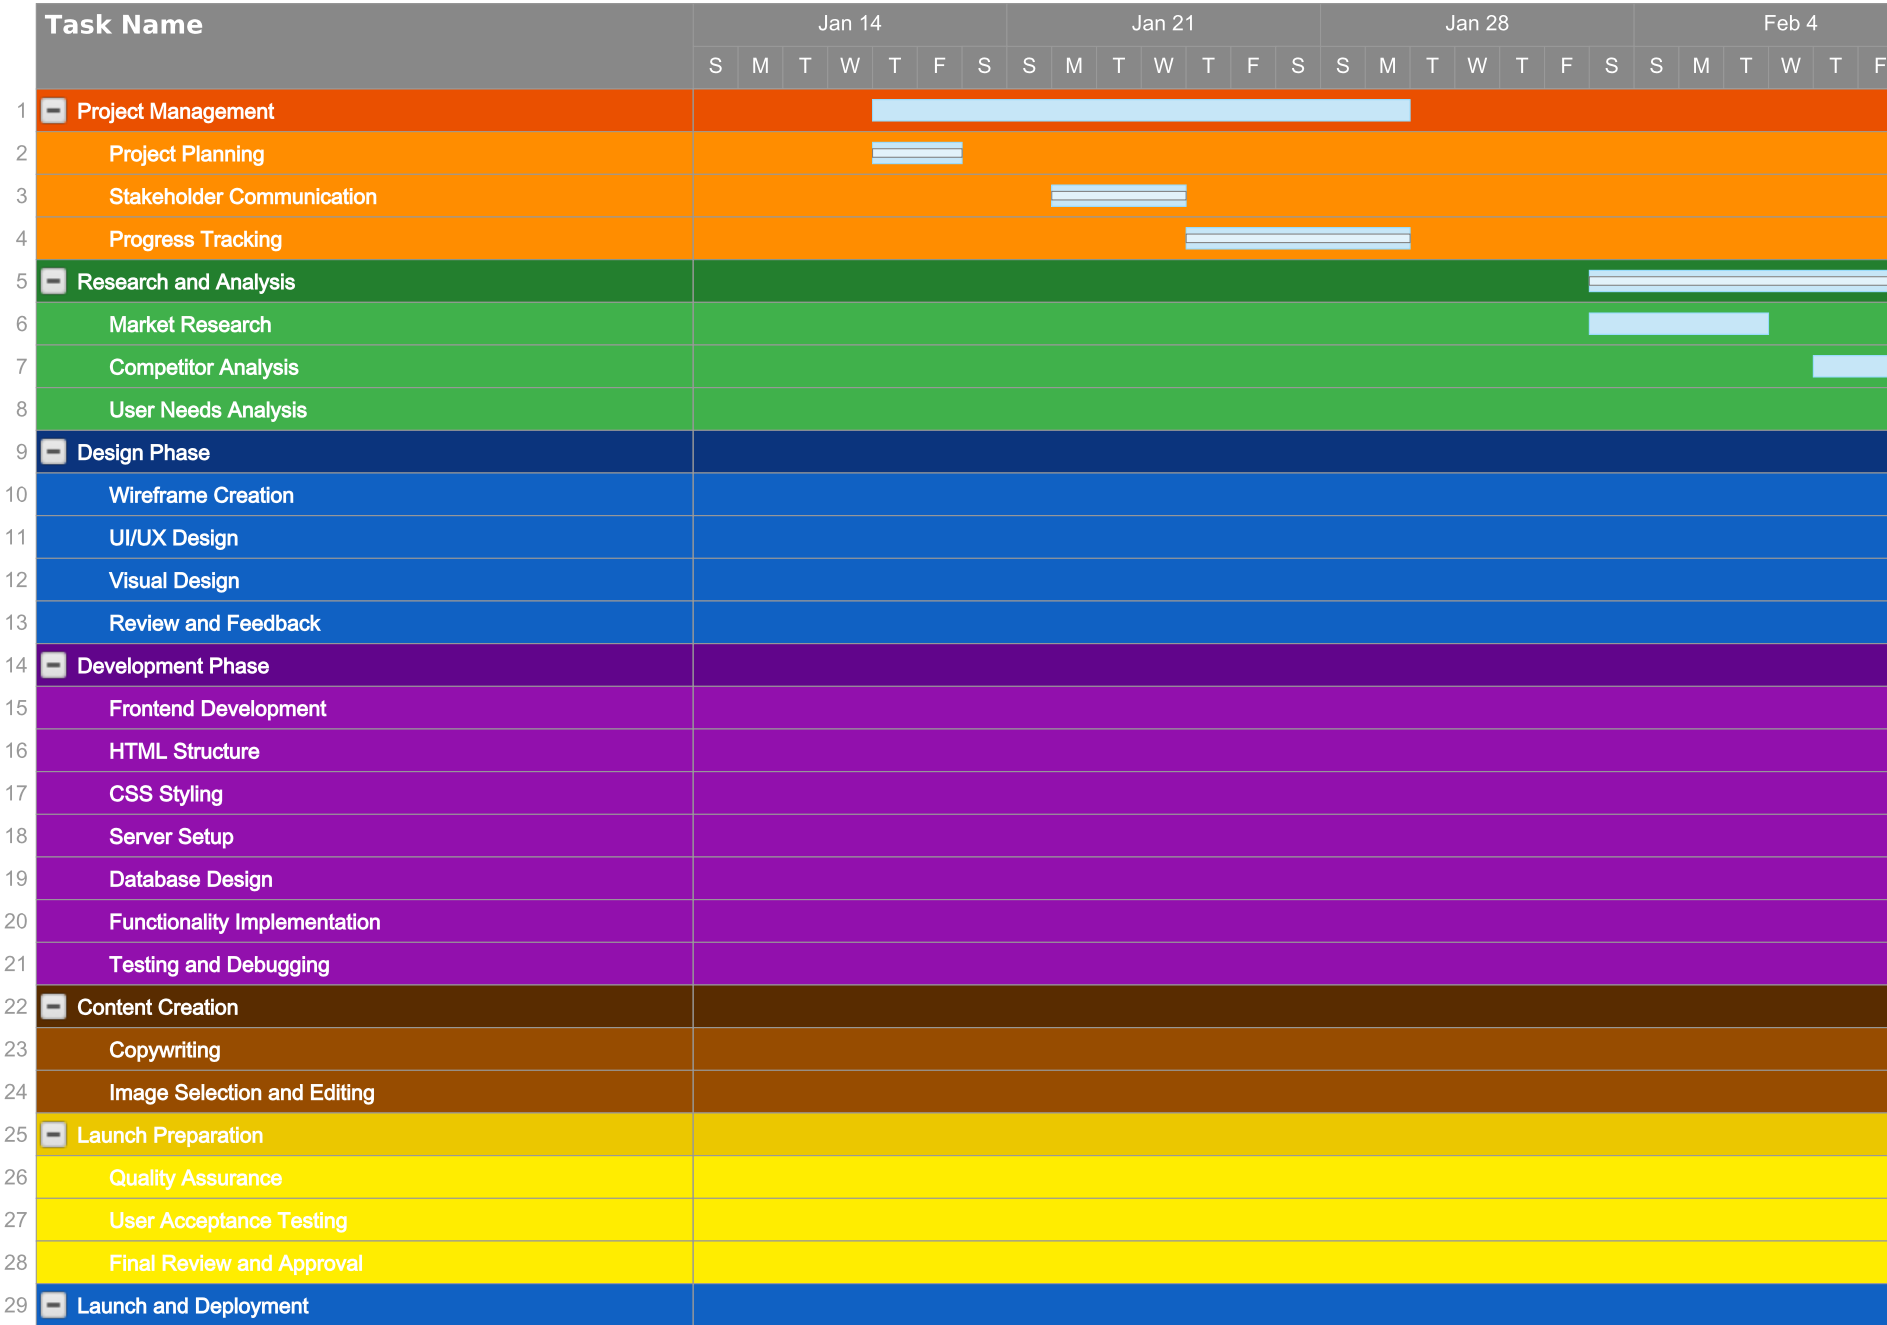 Task Name
Jan 14 Jan 21 Jan 28 Feb 4
S M T W T F S S M T W T F S S M T W T F S S M T W T F
1 Project Management
2 Project Planning
3 Stakeholder Communication
4 Progress Tracking
5 Research and Analysis
6 Market Research
7 Competitor Analysis
8 User Needs Analysis
9 Design Phase
10 Wireframe Creation
11 UI/UX Design
12 Visual Design
13 Review and Feedback
14 Development Phase
15 Frontend Development
16 HTML Structure
17 CSS Styling
18 Server Setup
19 Database Design
20 Functionality Implementation
21 Testing and Debugging
22 Content Creation
23 Copywriting
24 Image Selection and Editing
25 Launch Preparation
26 Quality Assurance
27 User Acceptance Testing
28 Final Review and Approval
29 Launch and Deployment